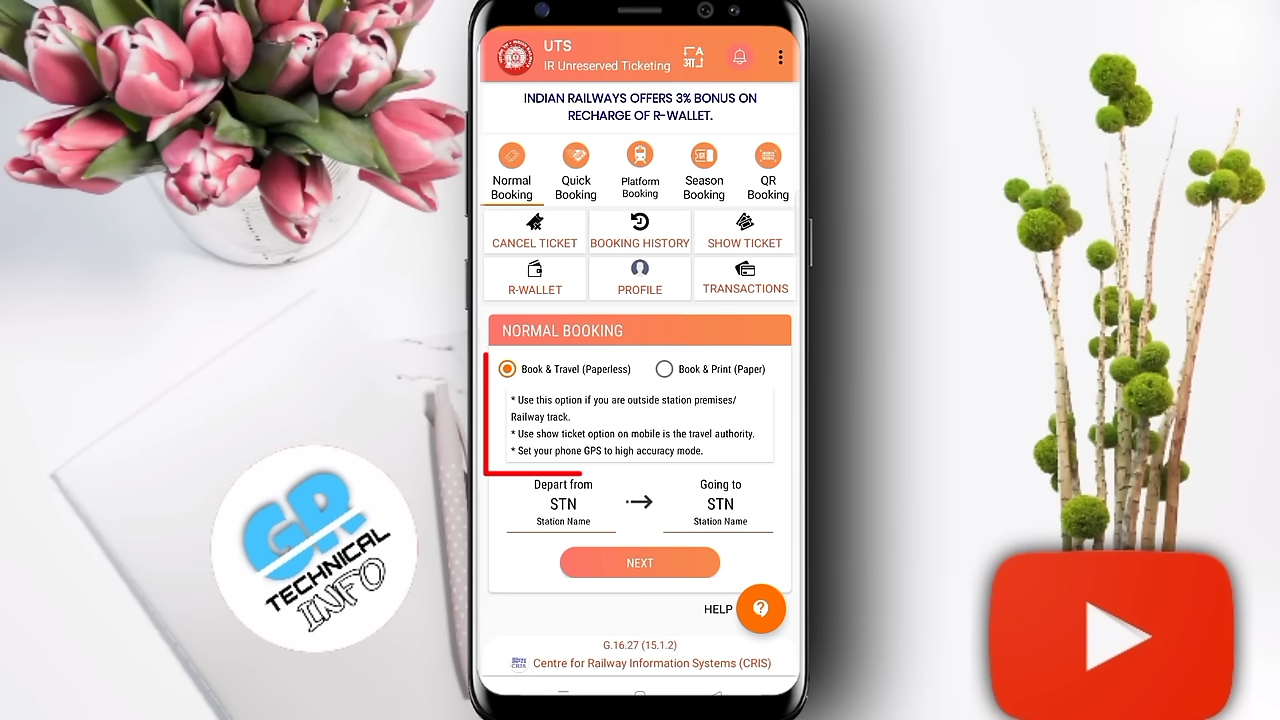 UTS
IR Unreserved Ticketing
A
आ
INDIAN RAILWAYS OFFERS 3% BONUS ON
RECHARGE OF R-WALLET.
Normal
Booking
Quick
Booking
Platform
Booking
Season
Booking
QR
Booking
CANCEL TICKET
BOOKING HISTORY
SHOW TICKET
R-WALLET
PROFILE
TRANSACTIONS
NORMAL BOOKING
Book & Travel (Paperless)
Book & Print (Paper)
* Use this option if you are outside station premises/
Railway track.
* Use show ticket option on mobile is the travel authority.
* Set your phone GPS to high accuracy mode.
Depart from
STN
Station Name
Going to
STN
Station Name
NEXT
HELP
G.16.27 (15.1.2)
CRIS
Centre for Railway Information Systems (CRIS)
GR
TECHNICAL
INFO